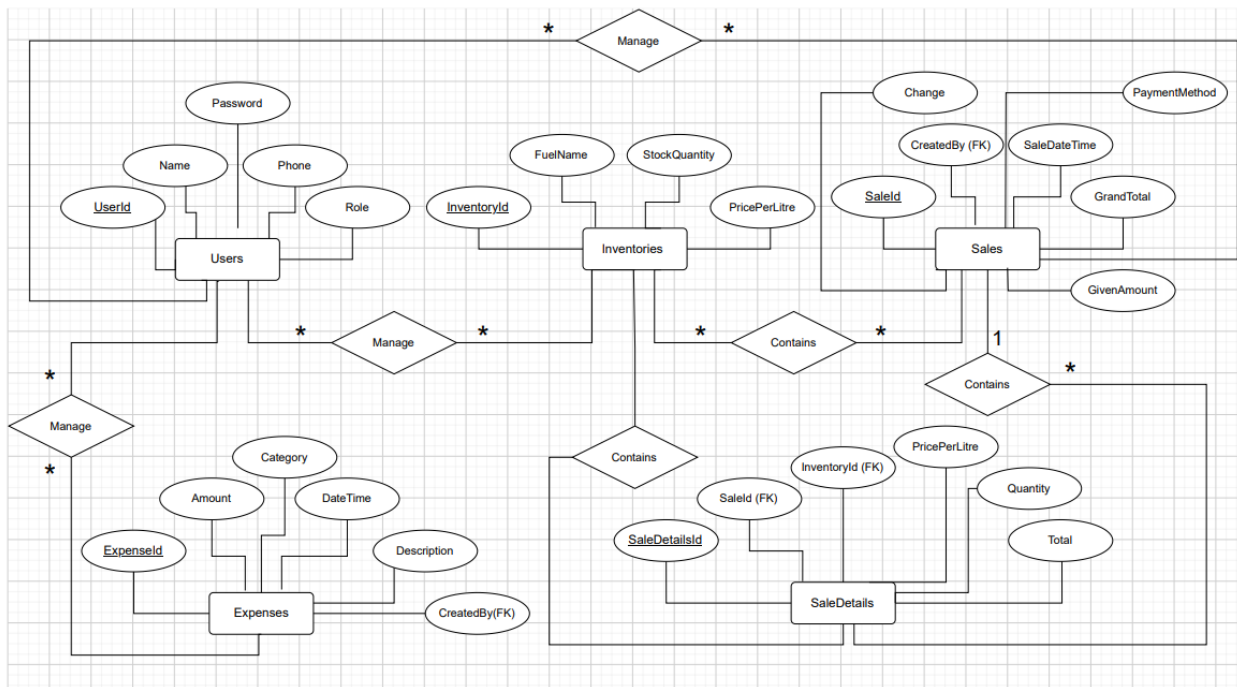 Manage
*
*
Password
Change
PaymentMethod
FuelName
StockQuantity
CreatedBy (FK)
SaleDateTime
Name
Phone
UserId
Role
InventoryId
PricePerLitre
SaleId
GrandTotal
Users
Inventories
Sales
GivenAmount
*
Manage
*
*
Contains
*
1
*
Contains
*
Manage
*
Contains
Category
Amount
DateTime
ExpenseId
Description
Expenses
CreatedBy(FK)
PricePerLitre
InventoryId (FK)
SaleId (FK)
Quantity
SaleDetailsId
Total
SaleDetails